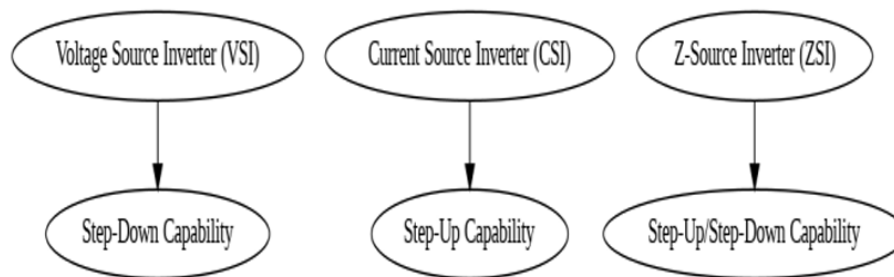 Voltage Source Inverter (VSI)
Current Source Inverter (CSI)
Z-Source Inverter (ZSI)
Step-Down Capability
Step-Up Capability
Step-Up/Step-Down Capability